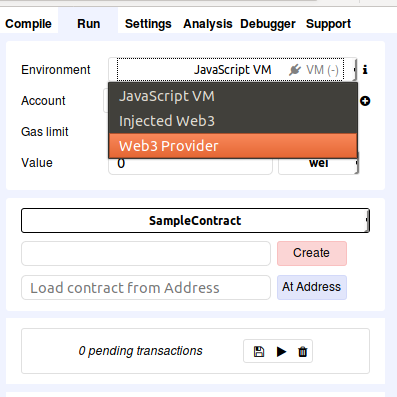 Compile Run Settings Analysis Debugger Support
Environment JavaScript VM VM (-) i
Account
JavaScript VM
Injected Web3
Gas limit
Web3 Provider
Value 0 wei
SampleContract
Create
Load contract from Address At Address
0 pending transactions